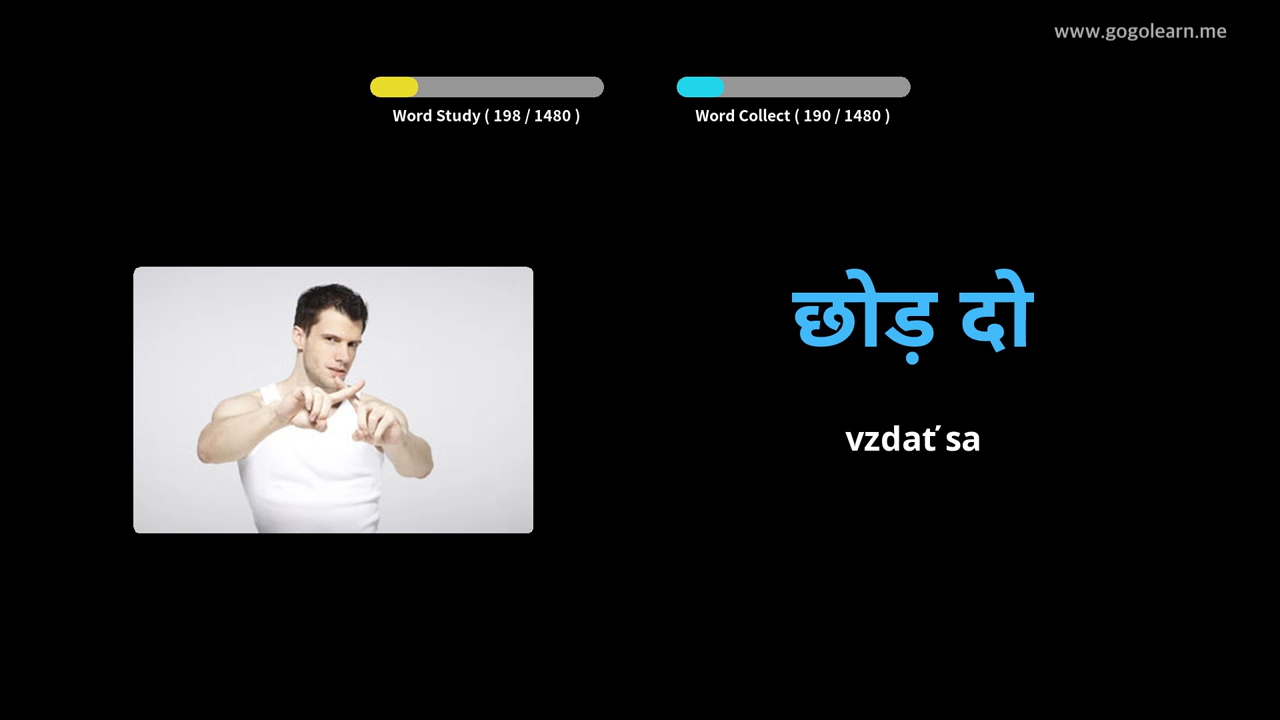 www.gogolearn.me
Word Study ( 198 / 1480 )
Word Collect ( 190 / 1480 )
छोड़ दो
vzdať sa